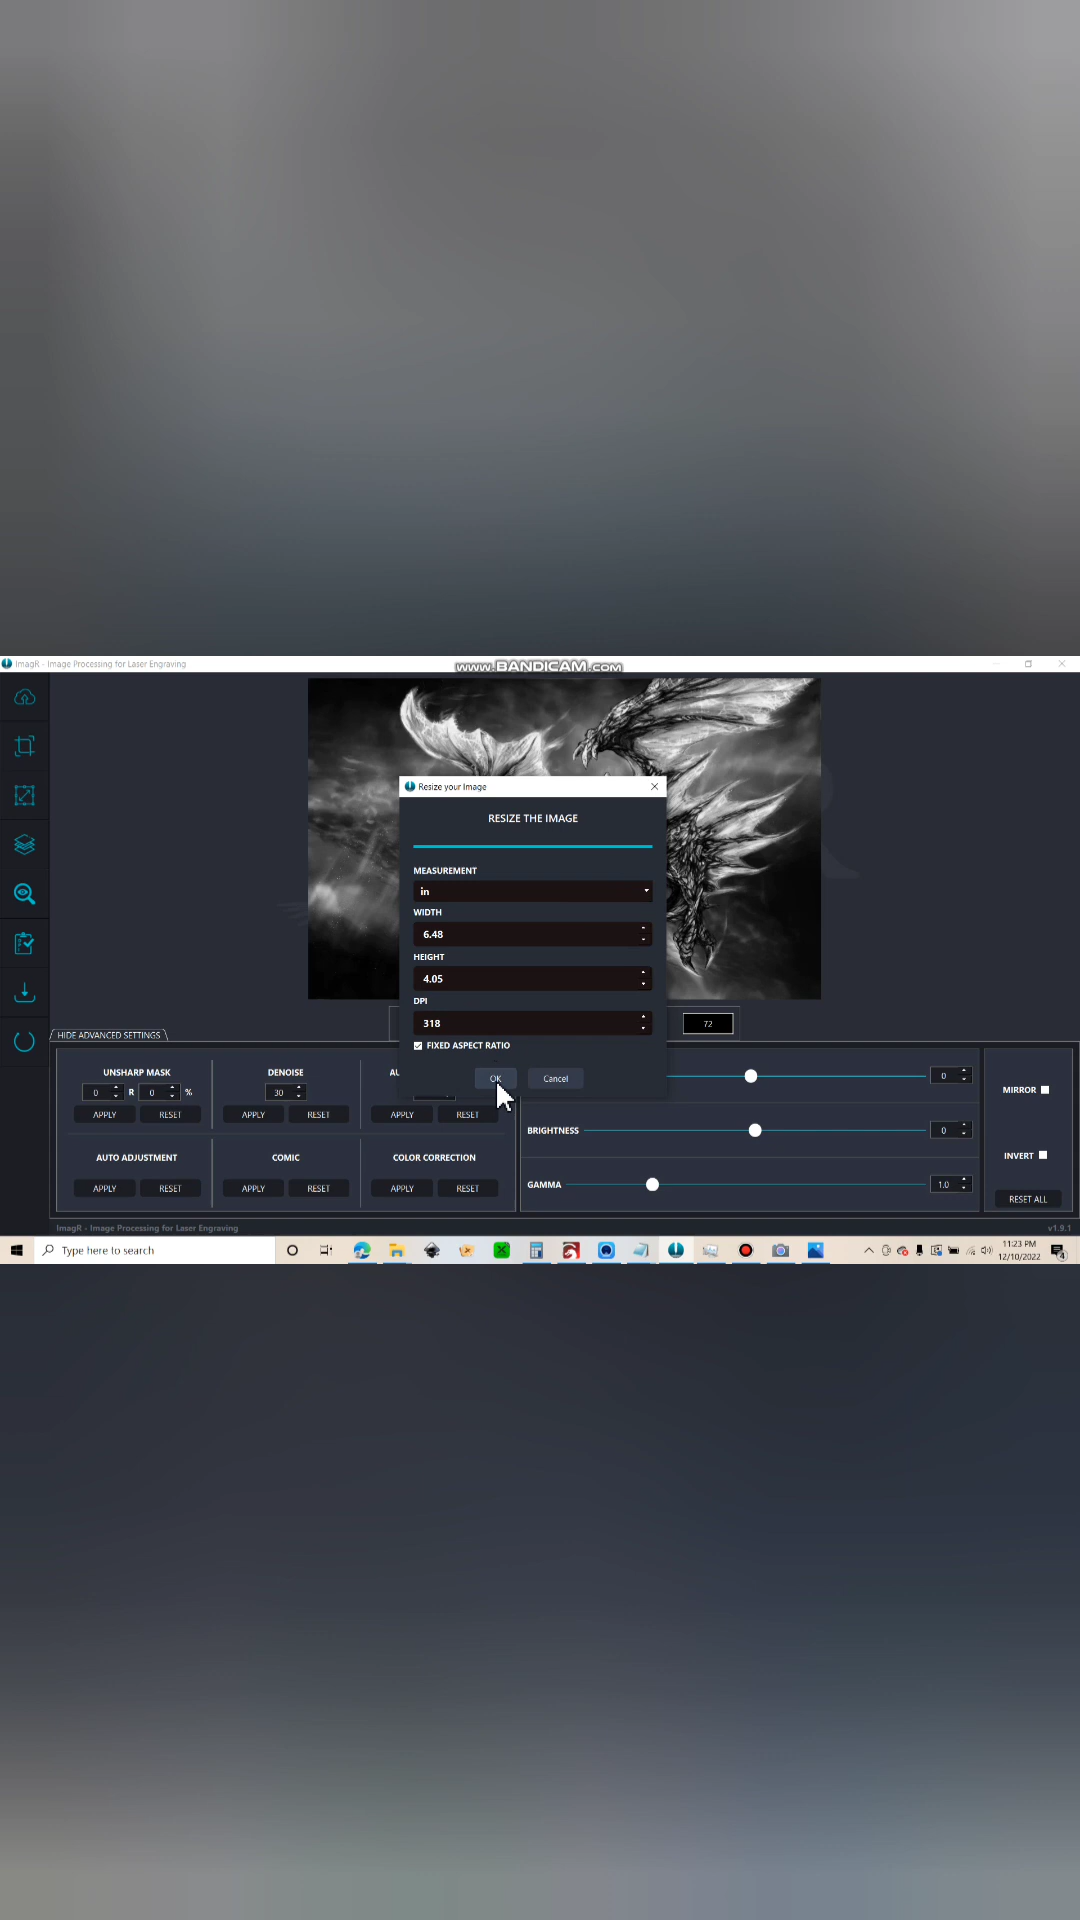 ImagR - Image Processing for Laser Engraving
www.BANDICAM.com
Resize your Image
RESIZE THE IMAGE
MEASUREMENT
in
WIDTH
6.48
HEIGHT
4.05
DPI
318
FIXED ASPECT RATIO
OK
Cancel
72
HIDE ADVANCED SETTINGS
UNSHARP MASK
0 R 0 %
APPLY RESET
DENOISE
30
APPLY RESET
AU
APPLY RESET
AUTO ADJUSTMENT
APPLY RESET
COMIC
APPLY RESET
COLOR CORRECTION
APPLY RESET
0
BRIGHTNESS 0
GAMMA 1.0
MIRROR
INVERT
RESET ALL
ImagR - Image Processing for Laser Engraving
v1.9.1
Type here to search
11:23 PM
12/10/2022
4